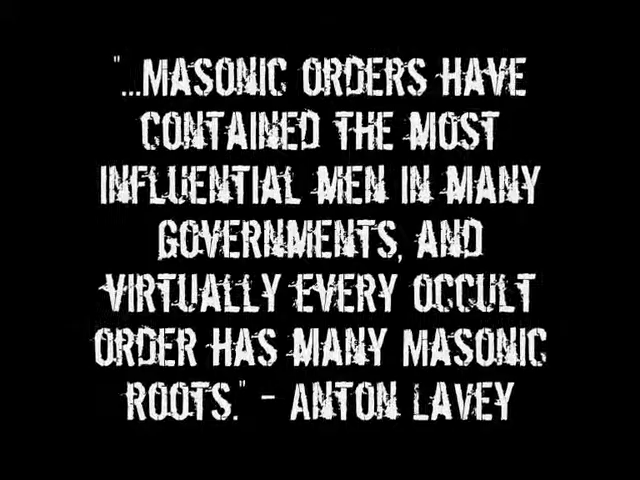 "...MASONIC ORDERS HAVE
CONTAINED THE MOST
INFLUENTIAL MEN IN MANY
GOVERNMENTS, AND
VIRTUALLY EVERY OCCULT
ORDER HAS MANY MASONIC
ROOTS." - ANTON LAVEY